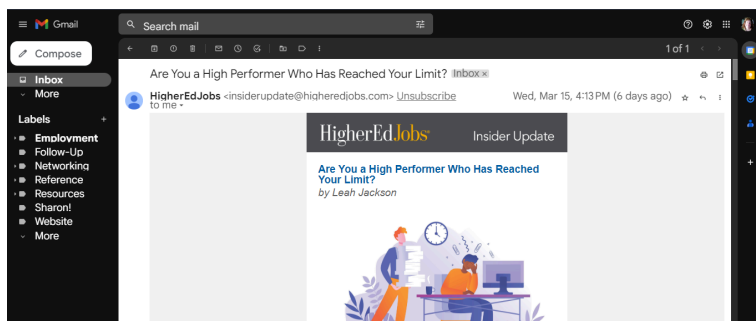 Gmail
Search mail
Compose
1 of 1
Inbox
More
Labels
Employment
Follow-Up
Networking
Reference
Resources
Sharon!
Website
More
Are You a High Performer Who Has Reached Your Limit? Inbox ×
HigherEdJobs <insiderupdate@higheredjobs.com> Unsubscribe
Wed, Mar 15, 4:13 PM (6 days ago)
to me
HigherEdJobs Insider Update
Are You a High Performer Who Has Reached
Your Limit?
by Leah Jackson